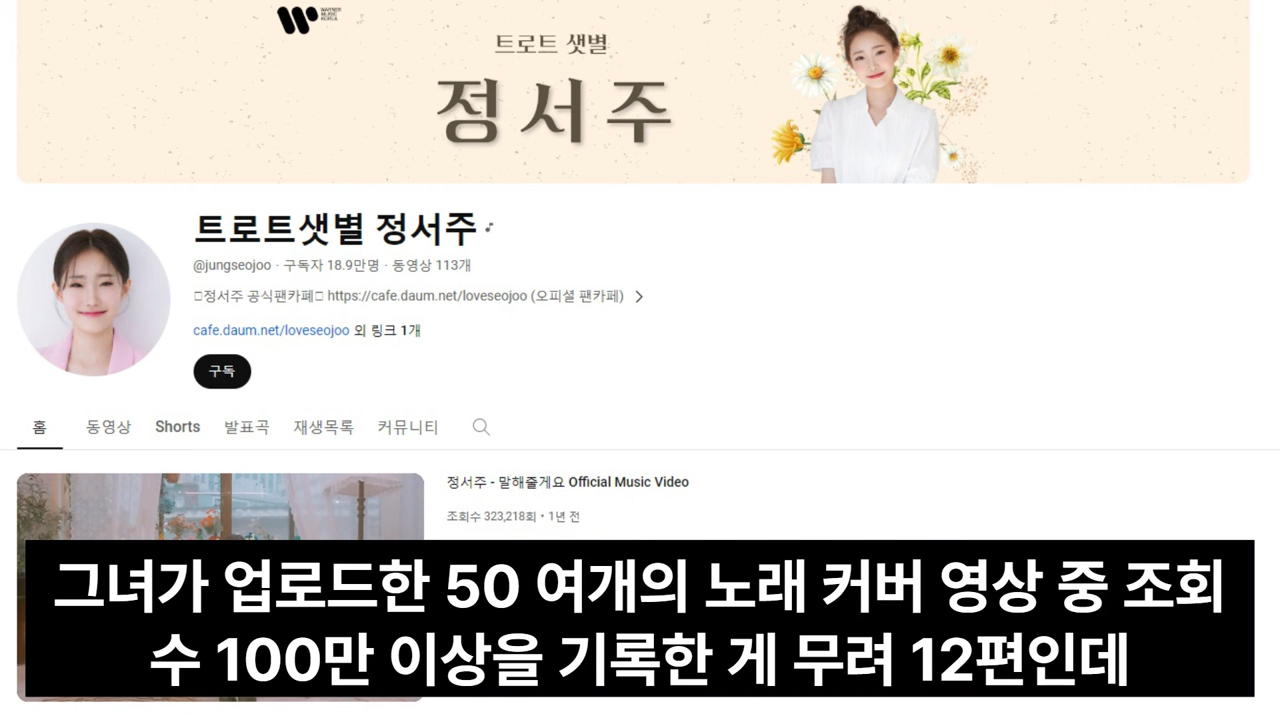 WARNER
MUSIC
KOREA
트로트 샛별
정서주
트로트샛별 정서주
@jungseojoo · 구독자 18.9만명 · 동영상 113개
□정서주 공식팬카페□ https://cafe.daum.net/loveseojoo (오피셜 팬카페)
cafe.daum.net/loveseojoo 외 링크 1개
구독
홈 동영상 Shorts 발표곡 재생목록 커뮤니티
정서주 - 말해줄게요 Official Music Video
조회수 323,218회 • 1년 전
그녀가 업로드한 50 여개의 노래 커버 영상 중 조회
수 100만 이상을 기록한 게 무려 12편인데